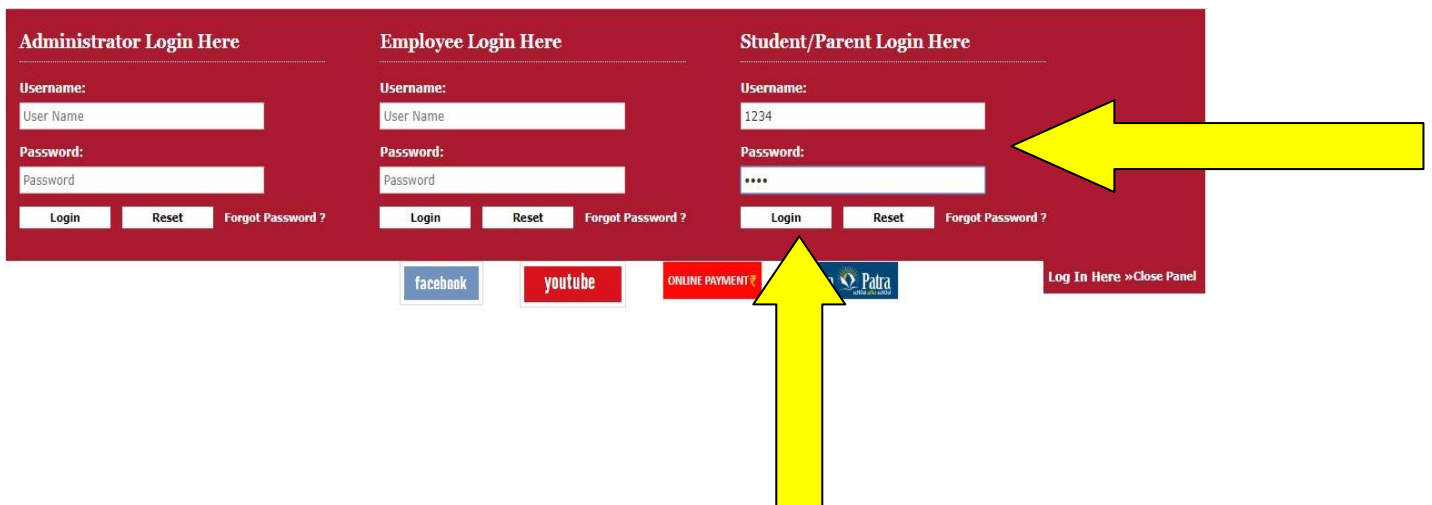 Administrator Login Here
Username:
User Name
Password:
Password
Login Reset Forgot Password ?
Employee Login Here
Username:
User Name
Password:
Password
Login Reset Forgot Password ?
Student/Parent Login Here
Username:
1234
Password:
••••
Login Reset Forgot Password ?
facebook
youtube
ONLINE PAYMENT₹
Patra
Log In Here »Close Panel